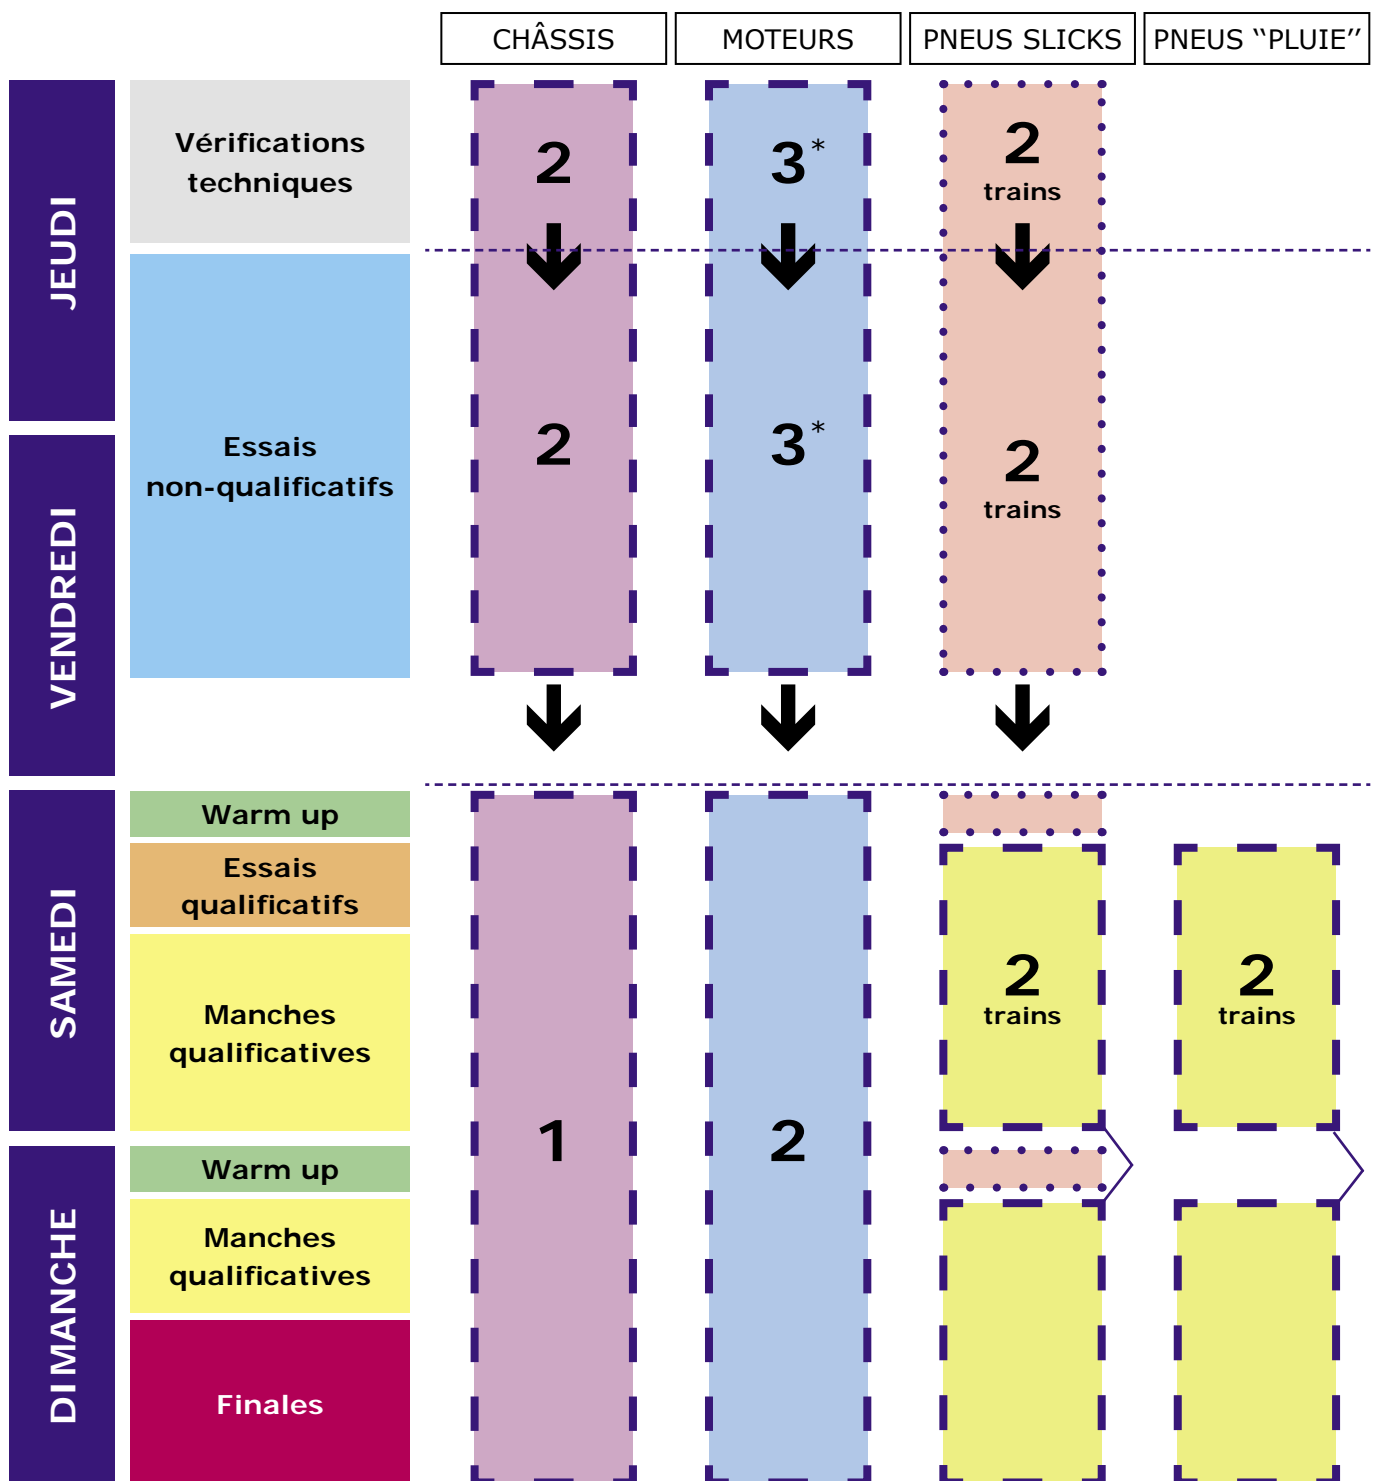 CHÂSSIS
MOTEURS
PNEUS SLICKS
PNEUS “PLUIE”
JEUDI
Vérifications
techniques
2
3*
2
trains
Essais
non-qualificatifs
2
3*
2
trains
VENDREDI
SAMEDI
Warm up
Essais
qualificatifs
Manches
qualificatives
2
trains
2
trains
1
2
DIMANCHE
Warm up
Manches
qualificatives
Finales